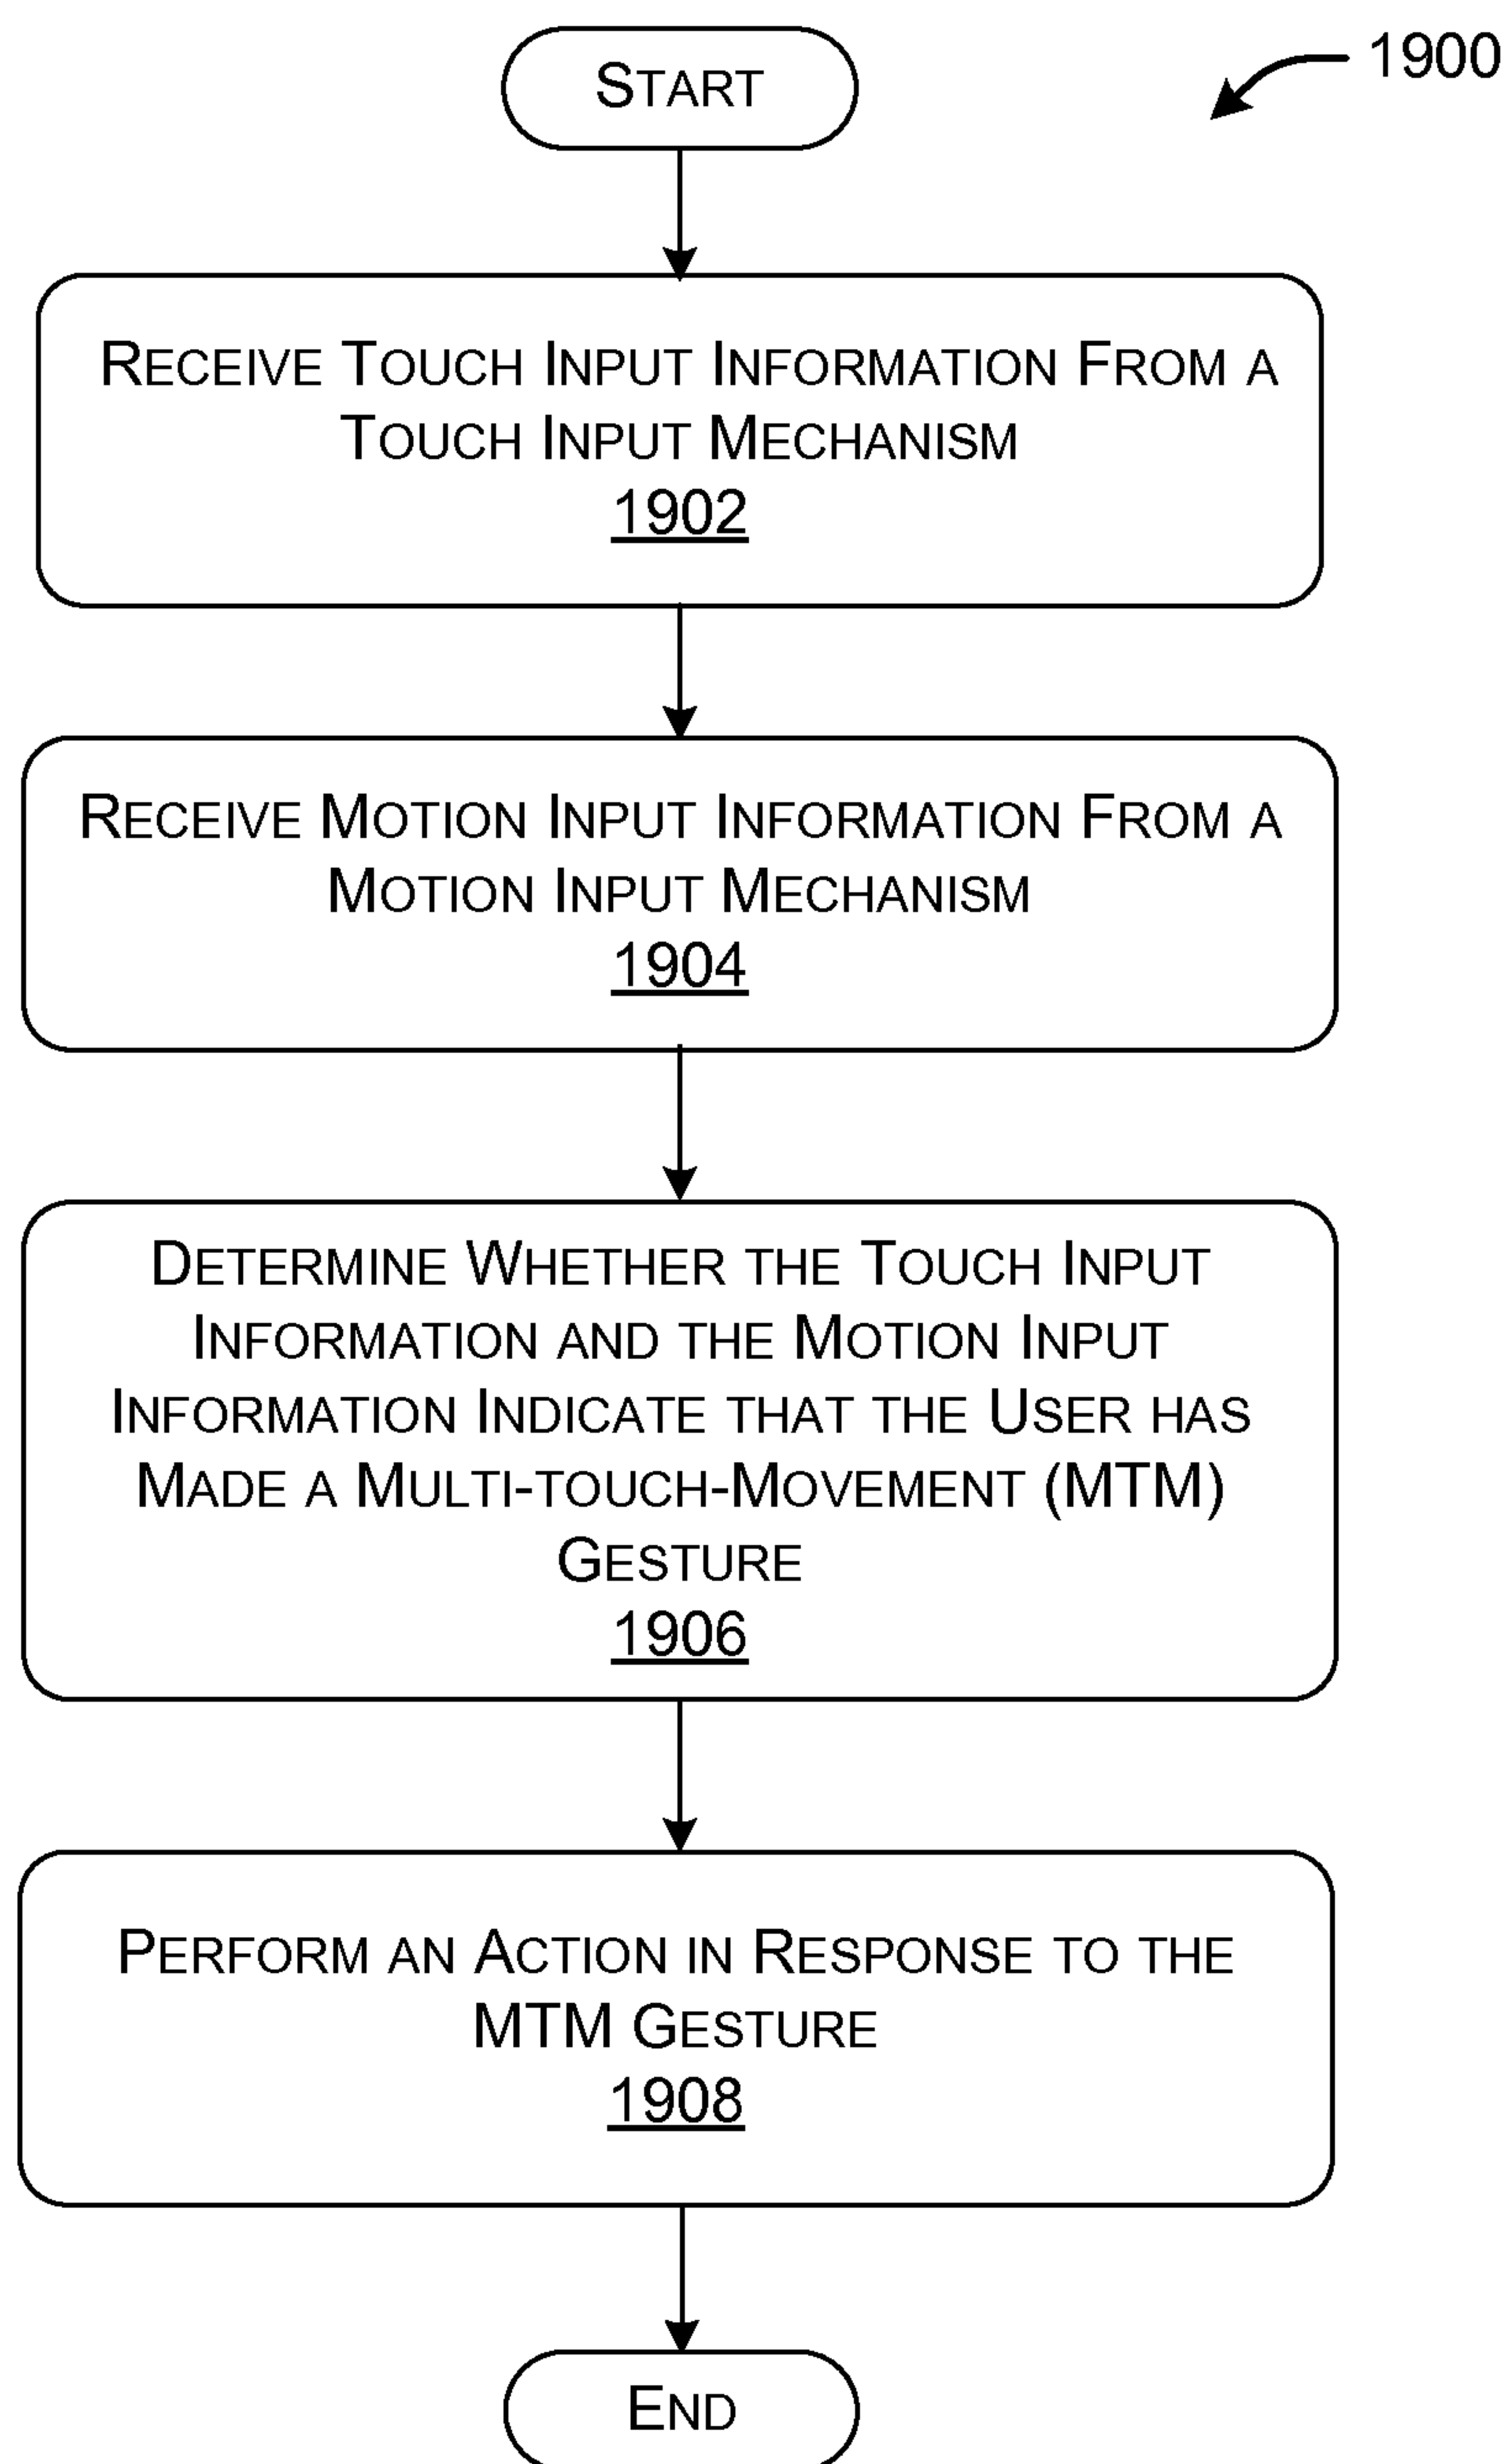 START
1900
RECEIVE TOUCH INPUT INFORMATION FROM A
TOUCH INPUT MECHANISM
1902
RECEIVE MOTION INPUT INFORMATION FROM A
MOTION INPUT MECHANISM
1904
DETERMINE WHETHER THE TOUCH INPUT
INFORMATION AND THE MOTION INPUT
INFORMATION INDICATE THAT THE USER HAS
MADE A MULTI-TOUCH-MOVEMENT (MTM)
GESTURE
1906
PERFORM AN ACTION IN RESPONSE TO THE
MTM GESTURE
1908
END